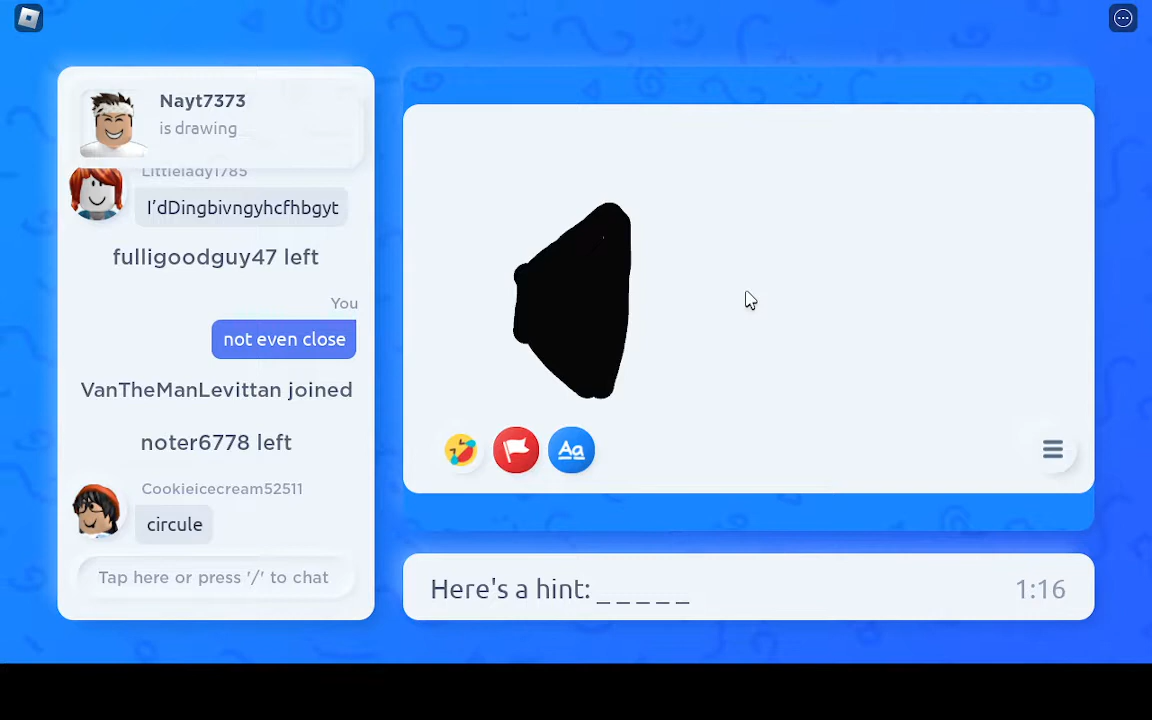 Nayt7373
is drawing
Littlelady1785
I'dDingbivngyhcfhbgyt
fulligoodguy47 left
You
not even close
VanTheManLevittan joined
noter6778 left
Cookieicecream52511
circule
Tap here or press '/' to chat
Aa
Here's a hint: _ _ _ _ _
1:16